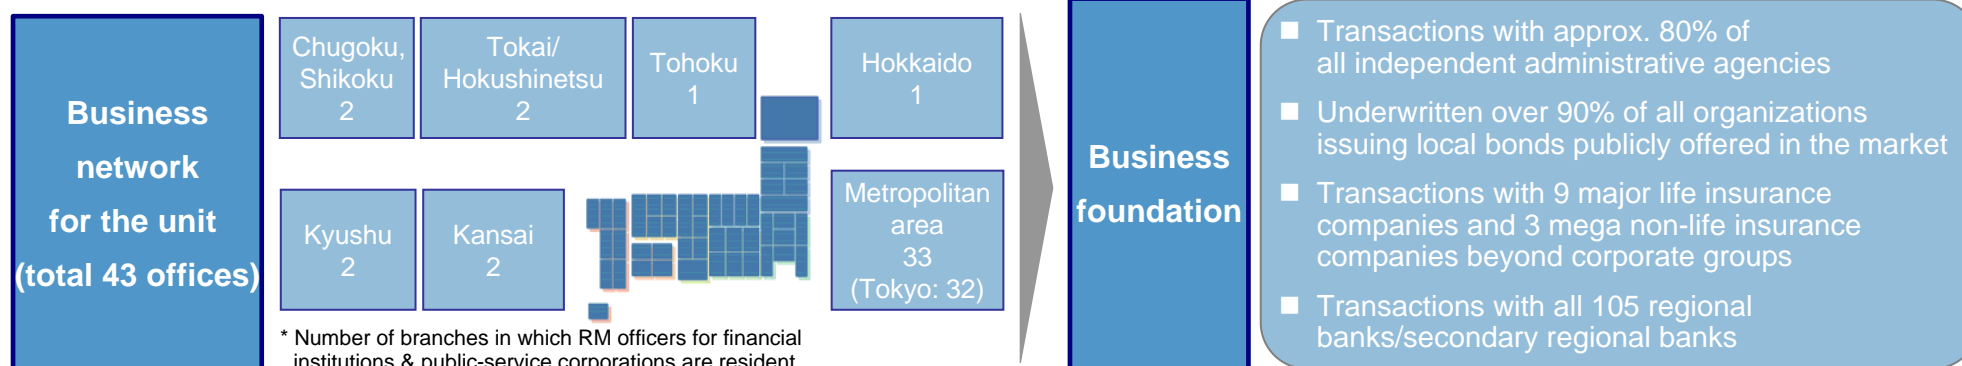 Business
network
for the unit
(total 43 offices)
Chugoku,
Shikoku
2
Tokai/
Hokushinetsu
2
Tohoku
1
Hokkaido
1
Kyushu
2
Kansai
2
Metropolitan
area
33
(Tokyo: 32)
* Number of branches in which RM officers for financial
institutions & public-service corporations are resident
Business
foundation
■ Transactions with approx. 80% of
all independent administrative agencies
■ Underwritten over 90% of all organizations
issuing local bonds publicly offered in the market
■ Transactions with 9 major life insurance
companies and 3 mega non-life insurance
companies beyond corporate groups
■ Transactions with all 105 regional
banks/secondary regional banks